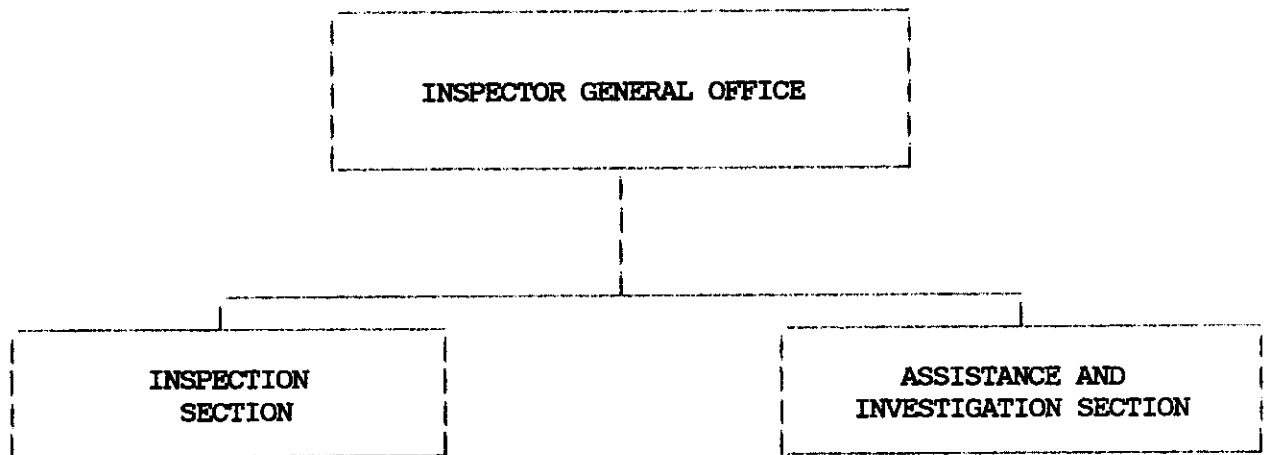 INSPECTOR GENERAL OFFICE
INSPECTION
SECTION
ASSISTANCE AND
INVESTIGATION SECTION